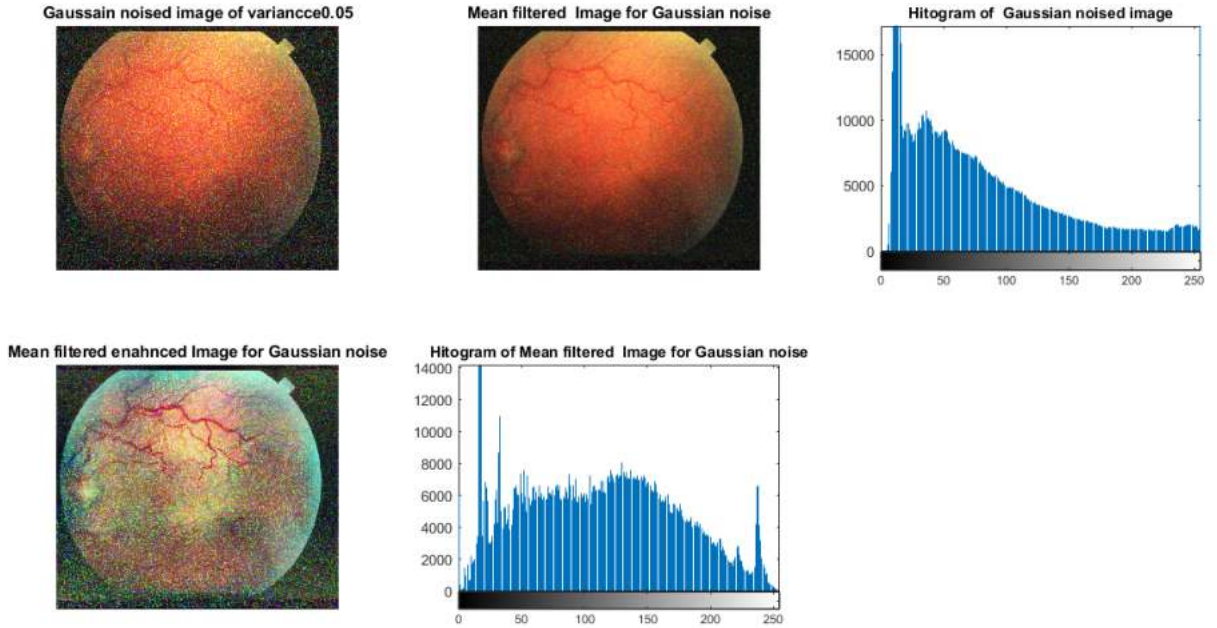 Gaussain noised image of variancce0.05
Mean filtered  Image for Gaussian noise
Hitogram of  Gaussian noised image
15000
10000
5000
0
0 50 100 150 200 250
Mean filtered enahnced Image for Gaussian noise
Hitogram of Mean filtered  Image for Gaussian noise
14000
12000
10000
8000
6000
4000
2000
0
0 50 100 150 200 250